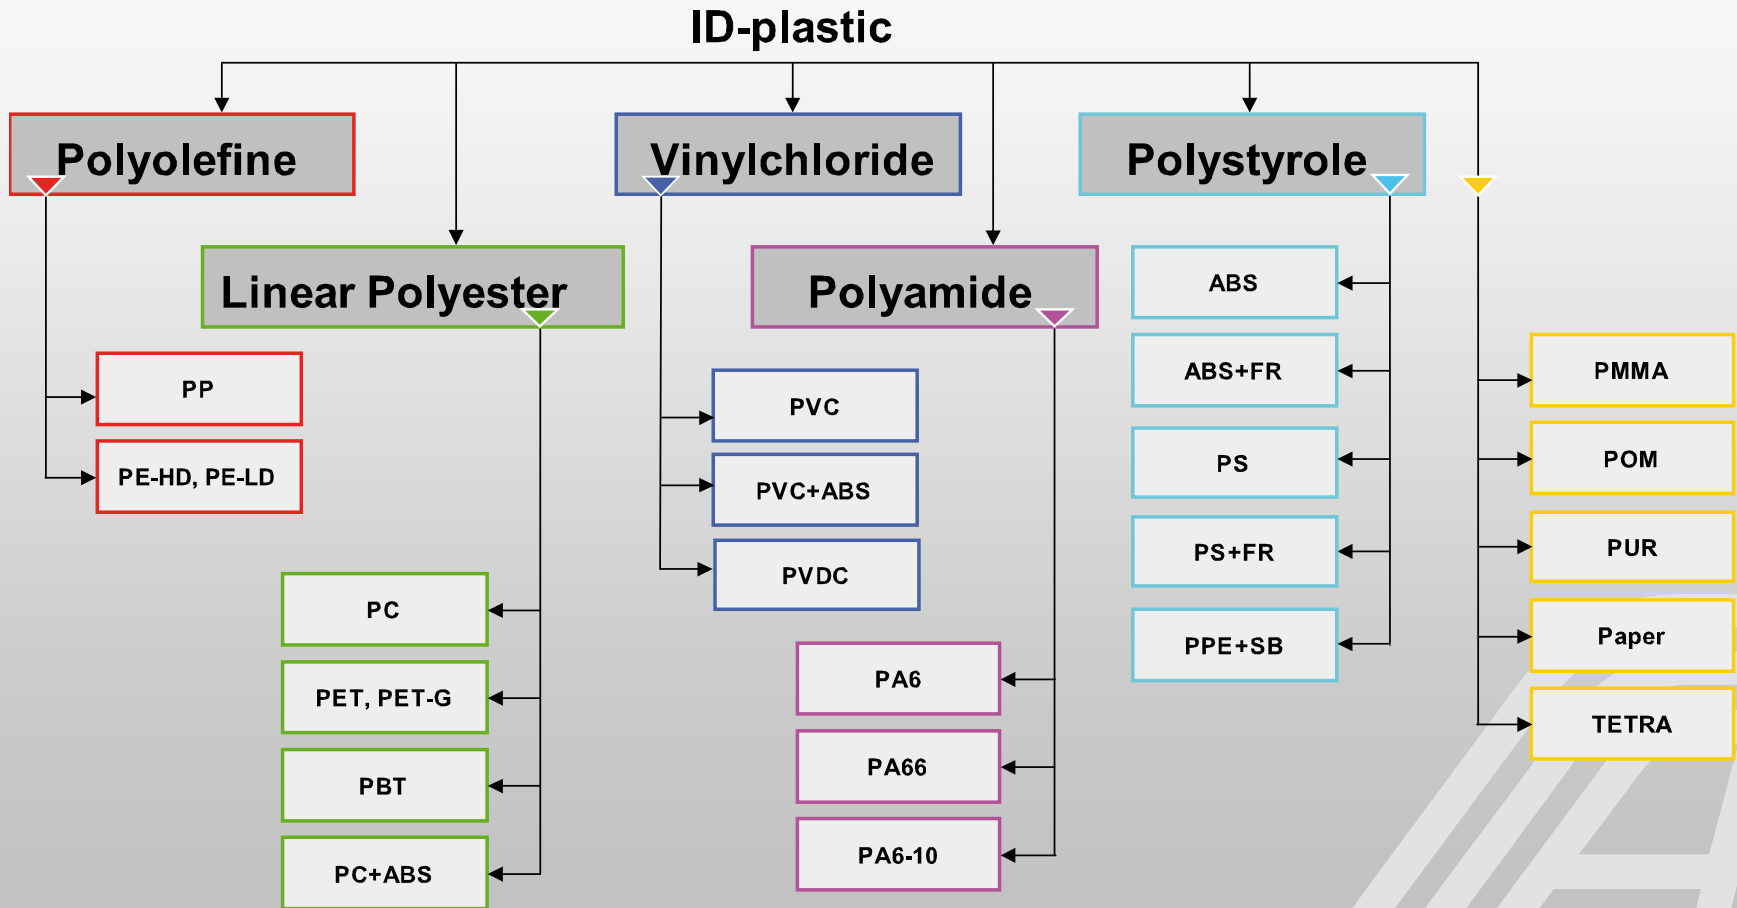 ID-plastic
Polyolefine
Vinylchloride
Polystyrole
Linear Polyester
Polyamide
PP
PE-HD, PE-LD
PC
PET, PET-G
PBT
PC+ABS
PVC
PVC+ABS
PVDC
PA6
PA66
PA6-10
ABS
ABS+FR
PS
PS+FR
PPE+SB
PMMA
POM
PUR
Paper
TETRA